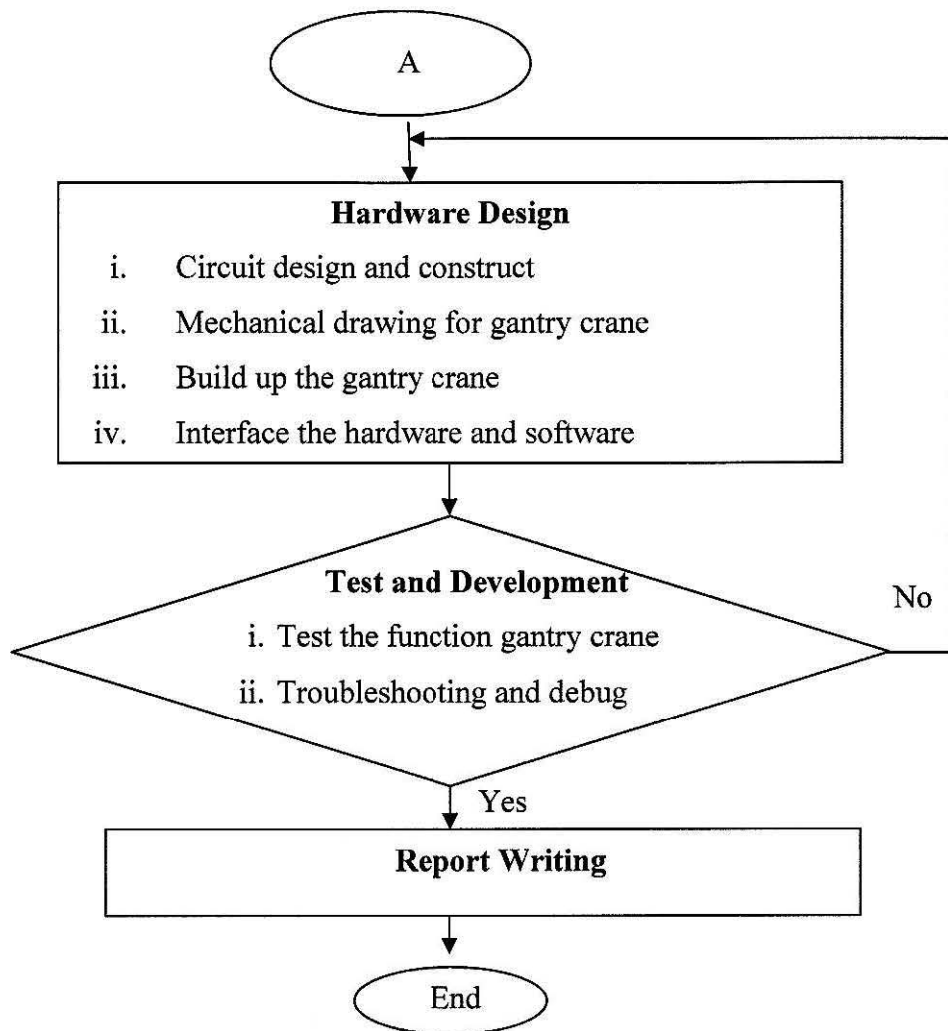 A
Hardware Design
i. Circuit design and construct
ii. Mechanical drawing for gantry crane
iii. Build up the gantry crane
iv. Interface the hardware and software
Test and Development
No
i. Test the function gantry crane
ii. Troubleshooting and debug
Yes
Report Writing
End